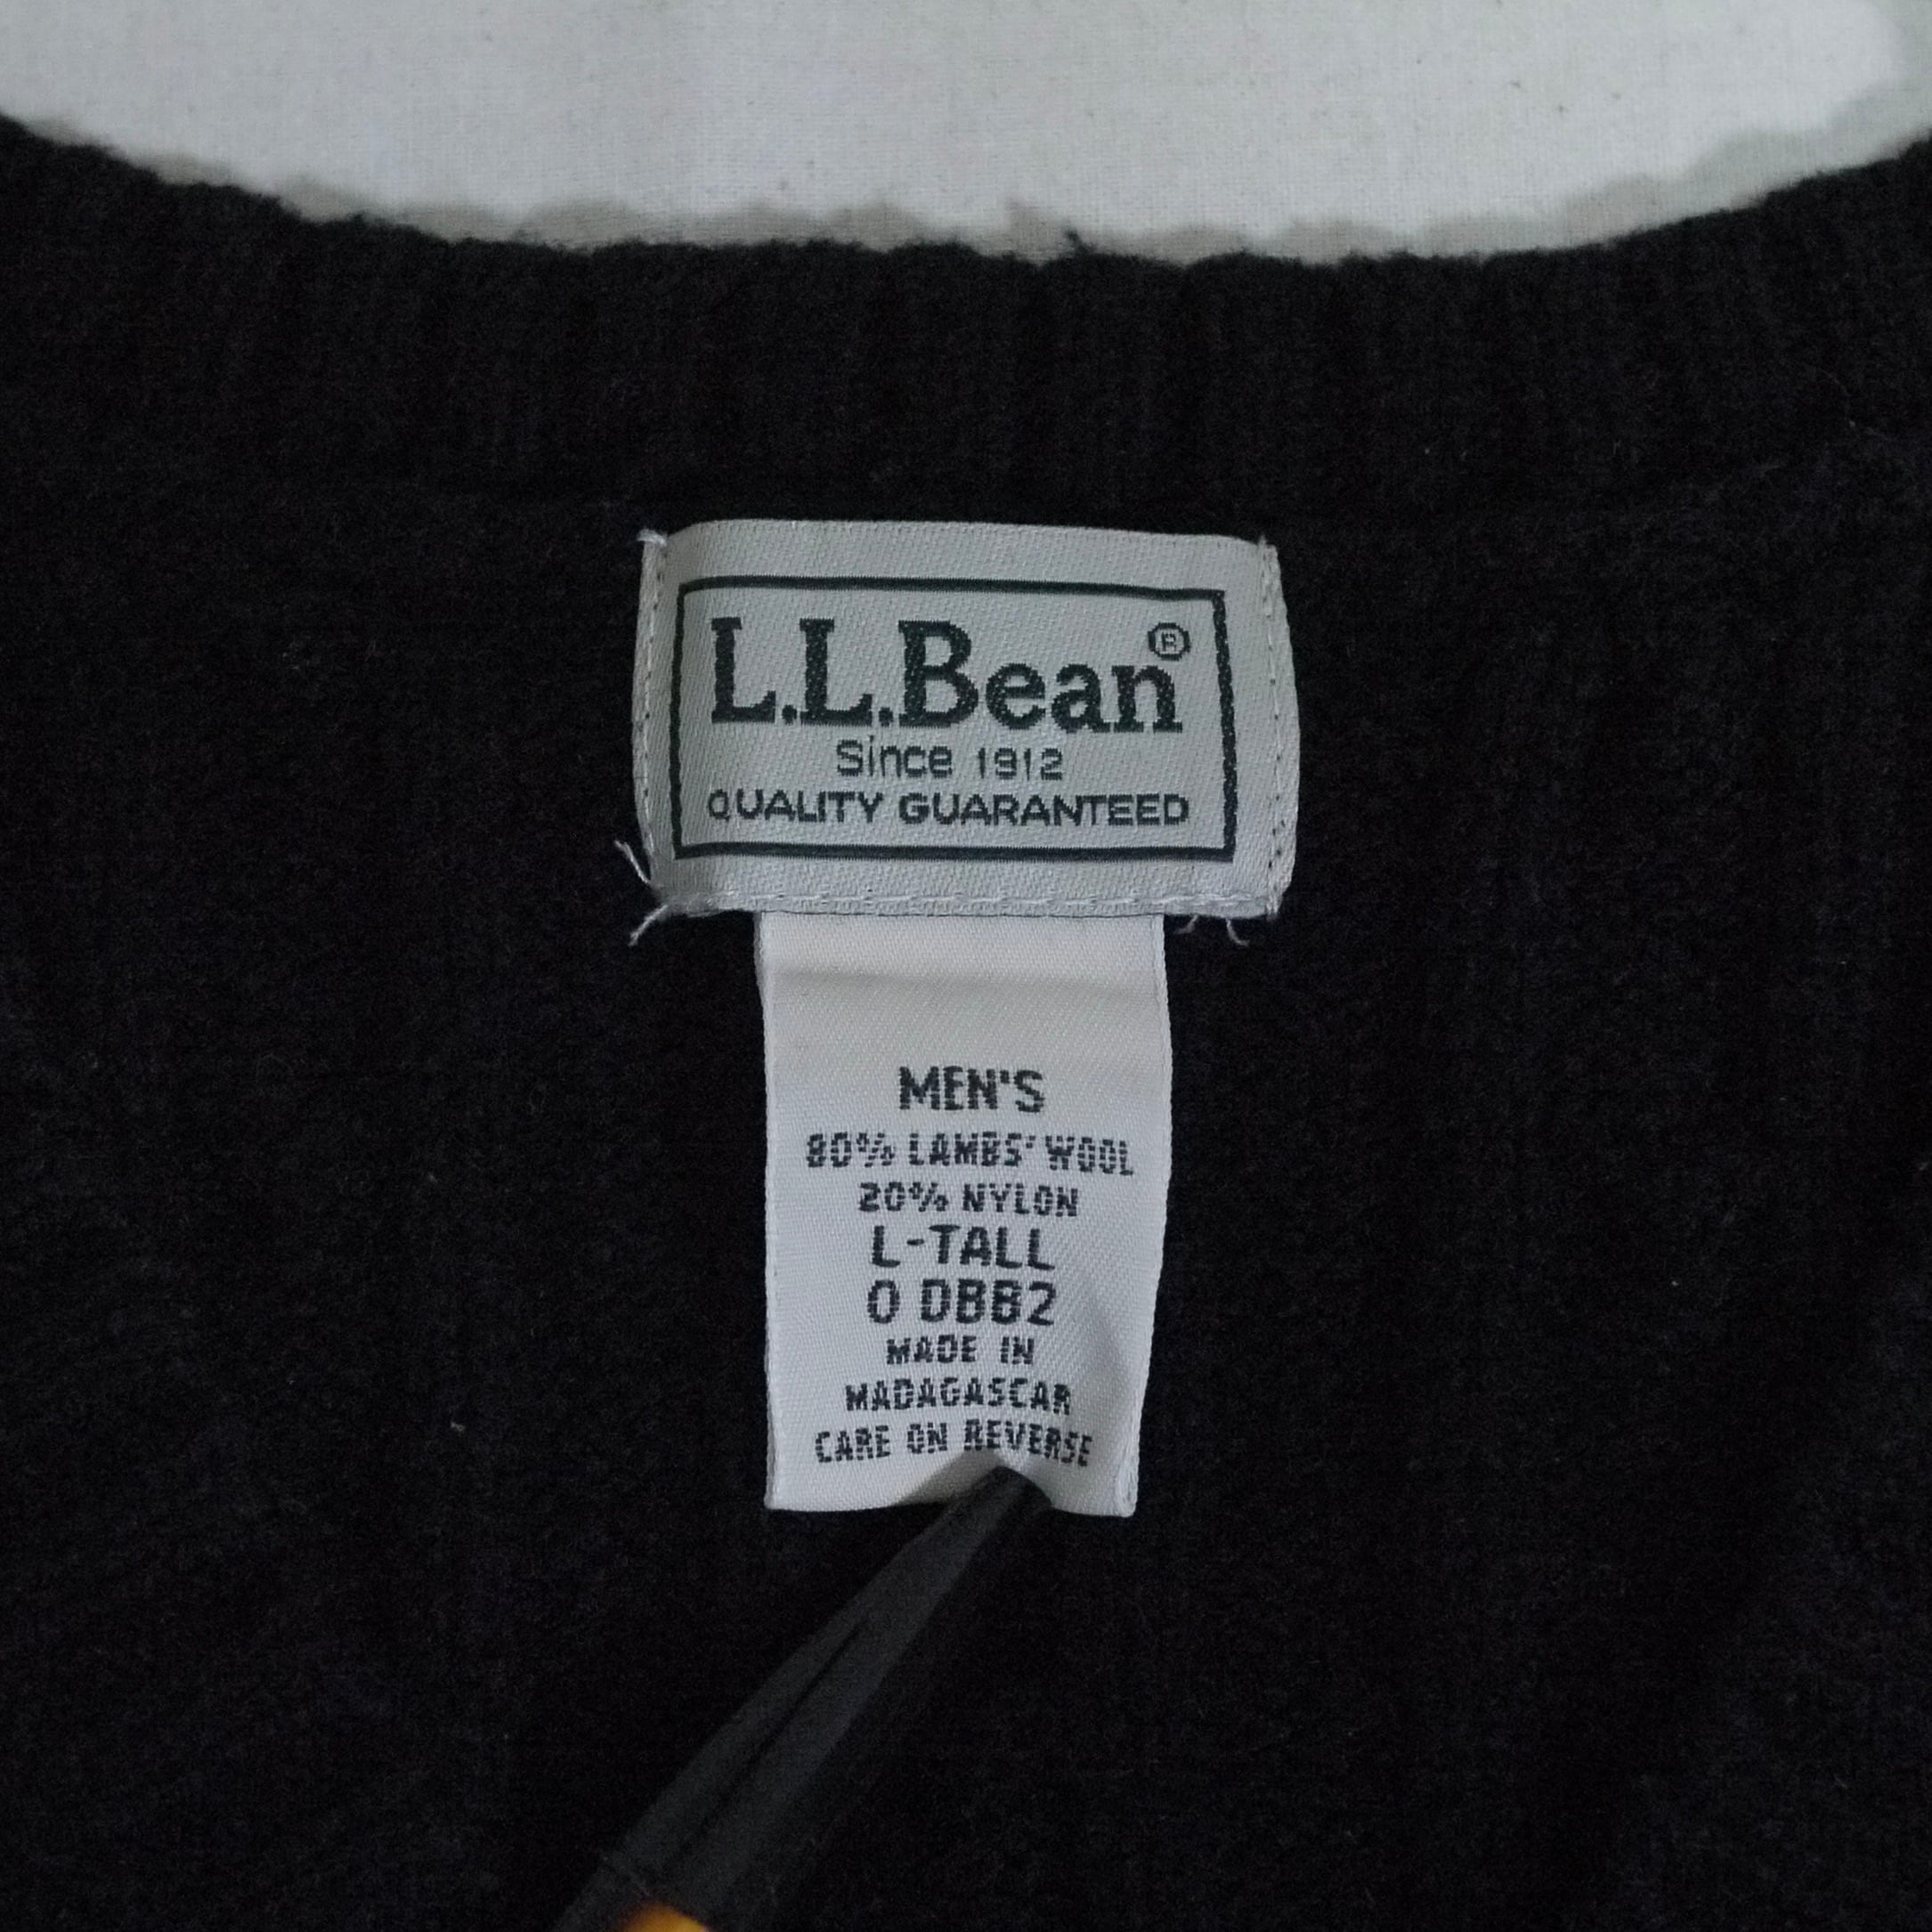 L.L.Bean®
Since 1912
QUALITY GUARANTEED
MEN'S
80% LAMBS' WOOL
20% NYLON
L-TALL
0 DBB2
MADE IN
MADAGASCAR
CARE ON REVERSE